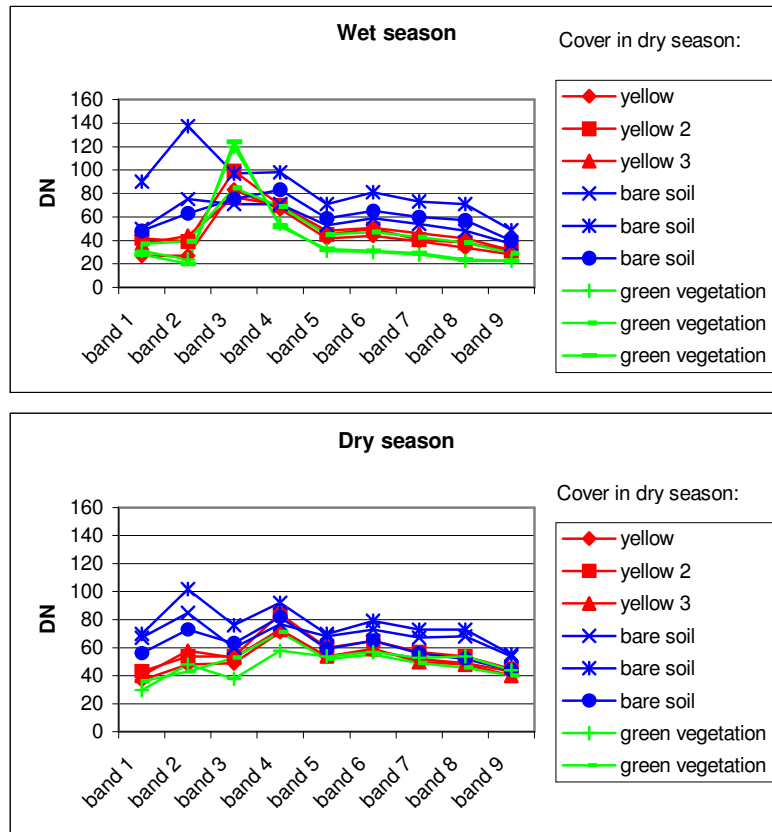 Wet season
Cover in dry season:
DN
160
140
120
100
80
60
40
20
0
band 1
band 2
band 3
band 4
band 5
band 6
band 7
band 8
band 9
yellow
yellow 2
yellow 3
bare soil
bare soil
bare soil
green vegetation
green vegetation
green vegetation
Dry season
Cover in dry season:
DN
160
140
120
100
80
60
40
20
0
band 1
band 2
band 3
band 4
band 5
band 6
band 7
band 8
band 9
yellow
yellow 2
yellow 3
bare soil
bare soil
bare soil
green vegetation
green vegetation